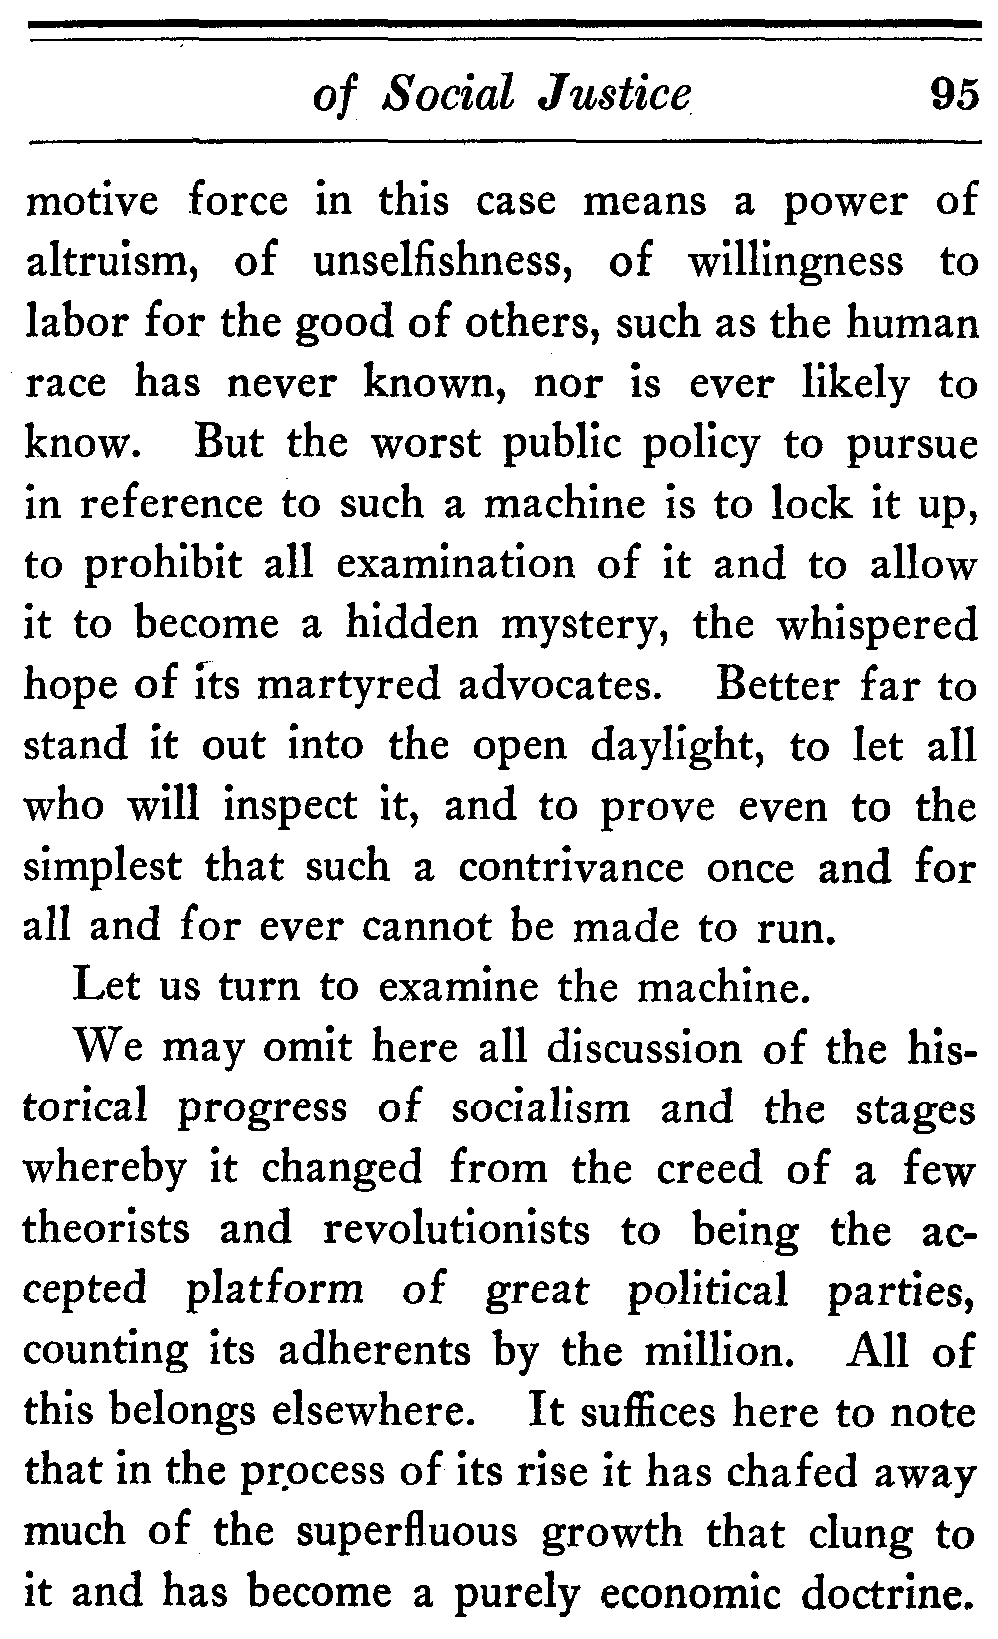 of Social Justice 95
motive force in this case means a power of
altruism, of unselfishness, of willingness to
labor for the good of others, such as the human
race has never known, nor is ever likely to
know. But the worst public policy to pursue
in reference to such a machine is to lock it up,
to prohibit all examination of it and to allow
it to become a hidden mystery, the whispered
hope of its martyred advocates. Better far to
stand it out into the open daylight, to let all
who will inspect it, and to prove even to the
simplest that such a contrivance once and for
all and for ever cannot be made to run.
Let us turn to examine the machine.
We may omit here all discussion of the his-
torical progress of socialism and the stages
whereby it changed from the creed of a few
theorists and revolutionists to being the ac-
cepted platform of great political parties,
counting its adherents by the million. All of
this belongs elsewhere. It suffices here to note
that in the process of its rise it has chafed away
much of the superfluous growth that clung to
it and has become a purely economic doctrine.